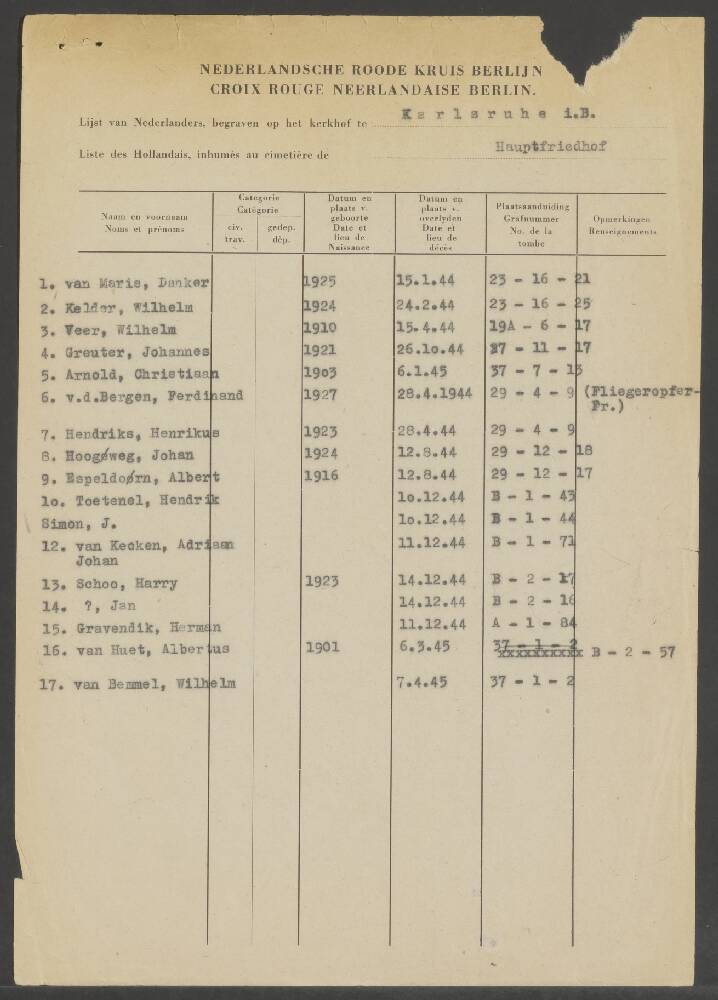 NEDERLANDSCHE ROODE KRUIS BERLIJN
CROIX ROUGE NEERLANDAISE BERLIN.
Lijst van Nederlanders, begraven op het kerkhof te Karlsruhe i.B.
Liste des Hollandais, inhumés au cimetière de Hauptfriedhof
Naam en voornaam
Noms et prénoms
Categorie
Catégorie
civ. gedep.
trav. dép.
Datum en
plaats v.
geboorte
Date et
lieu de
Naissance
Datum en
plaats v.
overlyden
Date et
lieu de
décès
Plaatsaanduiding
Grafnummer
No. de la
tombe
Opmerkingen
Renseignements
1. van Maris, Danker 1925 15.1.44 23 - 16 - 21
2. Kelder, Wilhelm 1924 24.2.44 23 - 16 - 25
3. Veer, Wilhelm 1910 15.4.44 19A - 6 - 17
4. Greuter, Johannes 1921 26.1o.44 37 - 11 - 17
5. Arnold, Christiaan 19o3 6.1.45 37 - 7 - 13
6. v.d.Bergen, Ferdinand 1927 28.4.1944 29 - 4 - 9 (Fliegeropfer-
Fr.)
7. Hendriks, Henrikus 1923 28.4.44 29 - 4 - 9
8. Hoogeweg, Johan 1924 12.8.44 29 - 12 - 18
9. Espeldoorn, Albert 1916 12.8.44 29 - 12 - 17
1o. Toetenel, Hendrik 1o.12.44 B - 1 - 43
Simon, J. 1o.12.44 B - 1 - 44
12. van Kecken, Adriaan 11.12.44 B - 1 - 71
Johan
13. Schoo, Harry 1923 14.12.44 B - 2 - 17
14. ?, Jan 14.12.44 B - 2 - 16
15. Gravendik, Herman 11.12.44 A - 1 - 84
16. van Huet, Albertus 1901 6.3.45 37 - 1 - 2 B - 2 - 57
xxxxxxxxxx
17. van Bemmel, Wilhelm 7.4.45 37 - 1 - 2